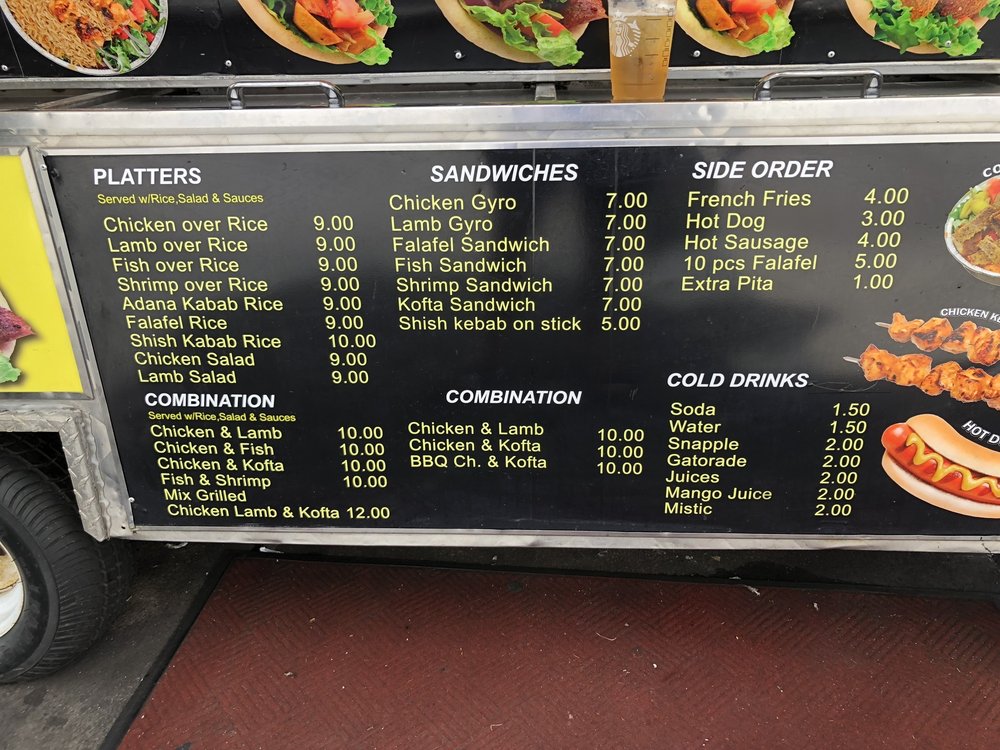 PLATTERS
Served w/Rice,Salad & Sauces
Chicken over Rice 9.00
Lamb over Rice 9.00
Fish over Rice 9.00
Shrimp over Rice 9.00
Adana Kabab Rice 9.00
Falafel Rice 9.00
Shish Kabab Rice 10.00
Chicken Salad 9.00
Lamb Salad 9.00
COMBINATION
Served w/Rice,Salad & Sauces
Chicken & Lamb 10.00
Chicken & Fish 10.00
Chicken & Kofta 10.00
Fish & Shrimp 10.00
Mix Grilled
Chicken Lamb & Kofta 12.00
SANDWICHES
Chicken Gyro 7.00
Lamb Gyro 7.00
Falafel Sandwich 7.00
Fish Sandwich 7.00
Shrimp Sandwich 7.00
Kofta Sandwich 7.00
Shish kebab on stick 5.00
COMBINATION
Chicken & Lamb 10.00
Chicken & Kofta 10.00
BBQ Ch. & Kofta 10.00
SIDE ORDER
French Fries 4.00
Hot Dog 3.00
Hot Sausage 4.00
10 pcs Falafel 5.00
Extra Pita 1.00
COLD DRINKS
Soda 1.50
Water 1.50
Snapple 2.00
Gatorade 2.00
Juices 2.00
Mango Juice 2.00
Mistic 2.00
CHICKEN
HOT